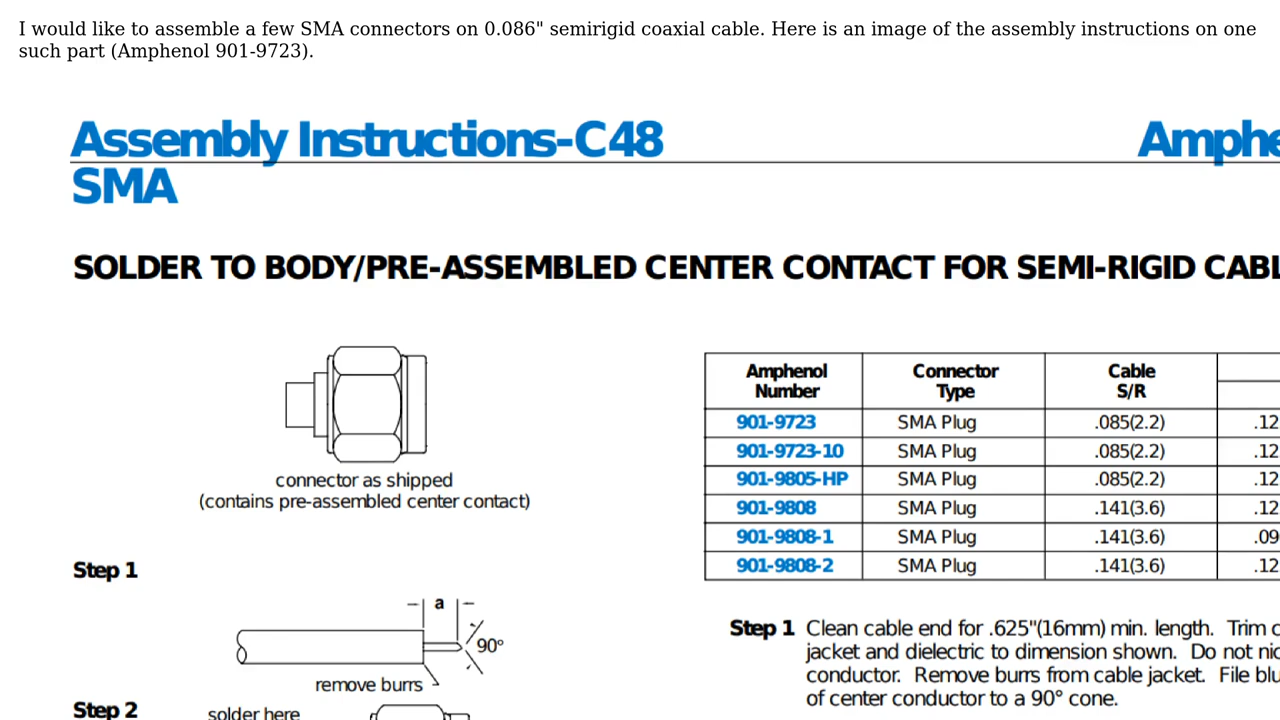 I would like to assemble a few SMA connectors on 0.086" semirigid coaxial cable. Here is an image of the assembly instructions on one
such part (Amphenol 901-9723).
Assembly Instructions-C48
Amphe
SMA
SOLDER TO BODY/PRE-ASSEMBLED CENTER CONTACT FOR SEMI-RIGID CABL
connector as shipped
(contains pre-assembled center contact)
Amphenol Number Connector Type Cable S/R
901-9723 SMA Plug .085(2.2) .12
901-9723-10 SMA Plug .085(2.2) .12
901-9805-HP SMA Plug .085(2.2) .12
901-9808 SMA Plug .141(3.6) .12
901-9808-1 SMA Plug .141(3.6) .09
901-9808-2 SMA Plug .141(3.6) .12
Step 1
a
90°
remove burrs
Step 1 Clean cable end for .625"(16mm) min. length. Trim c
jacket and dielectric to dimension shown. Do not nic
conductor. Remove burrs from cable jacket. File blu
of center conductor to a 90° cone.
Step 2
solder here